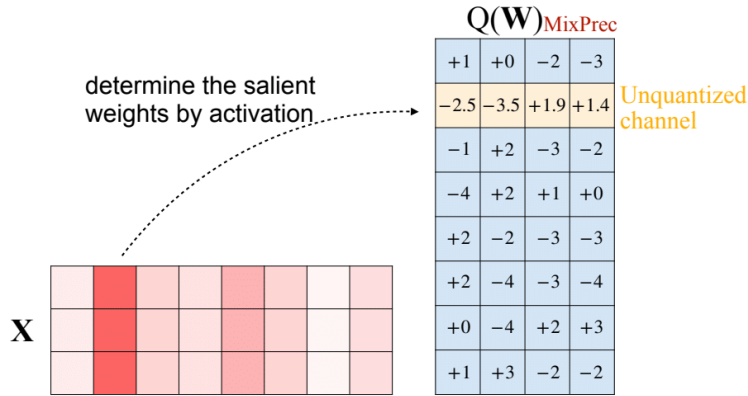 Q(W)MixPrec
+1 +0 −2 −3
determine the salient
weights by activation
−2.5 −3.5 +1.9 +1.4
Unquantized
channel
−1 +2 −3 −2
−4 +2 +1 +0
+2 −2 −3 −3
+2 −4 −3 −4
X
+0 −4 +2 +3
+1 +3 −2 −2